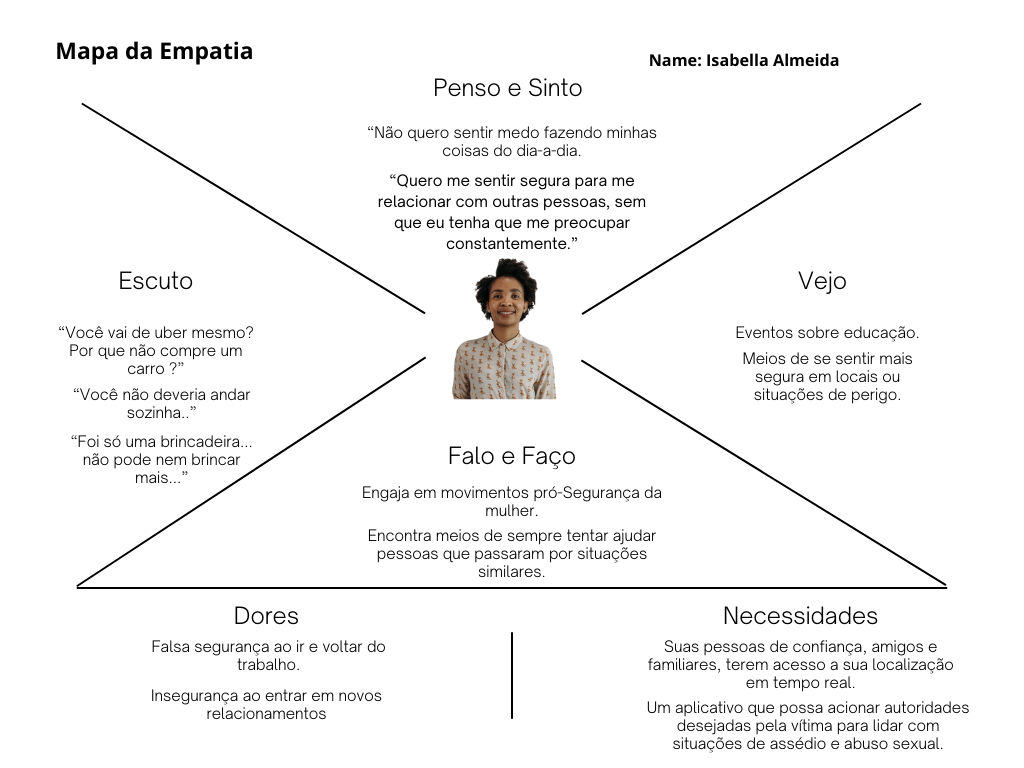 Mapa da Empatia
Name: Isabella Almeida
Penso e Sinto
“Não quero sentir medo fazendo minhas
coisas do dia-a-dia.
“Quero me sentir segura para me
relacionar com outras pessoas, sem
que eu tenha que me preocupar
constantemente.”
Escuto
“Você vai de uber mesmo?
Por que não compre um
carro ?”
“Você não deveria andar
sozinha..”
“Foi só uma brincadeira...
não pode nem brincar
mais...”
Vejo
Eventos sobre educação.
Meios de se sentir mais
segura em locais ou
situações de perigo.
Falo e Faço
Engaja em movimentos pró-Segurança da
mulher.
Encontra meios de sempre tentar ajudar
pessoas que passaram por situações
similares.
Dores
Falsa segurança ao ir e voltar do
trabalho.
Insegurança ao entrar em novos
relacionamentos
Necessidades
Suas pessoas de confiança, amigos e
familiares, terem acesso a sua localização
em tempo real.
Um aplicativo que possa acionar autoridades
desejadas pela vítima para lidar com
situações de assédio e abuso sexual.